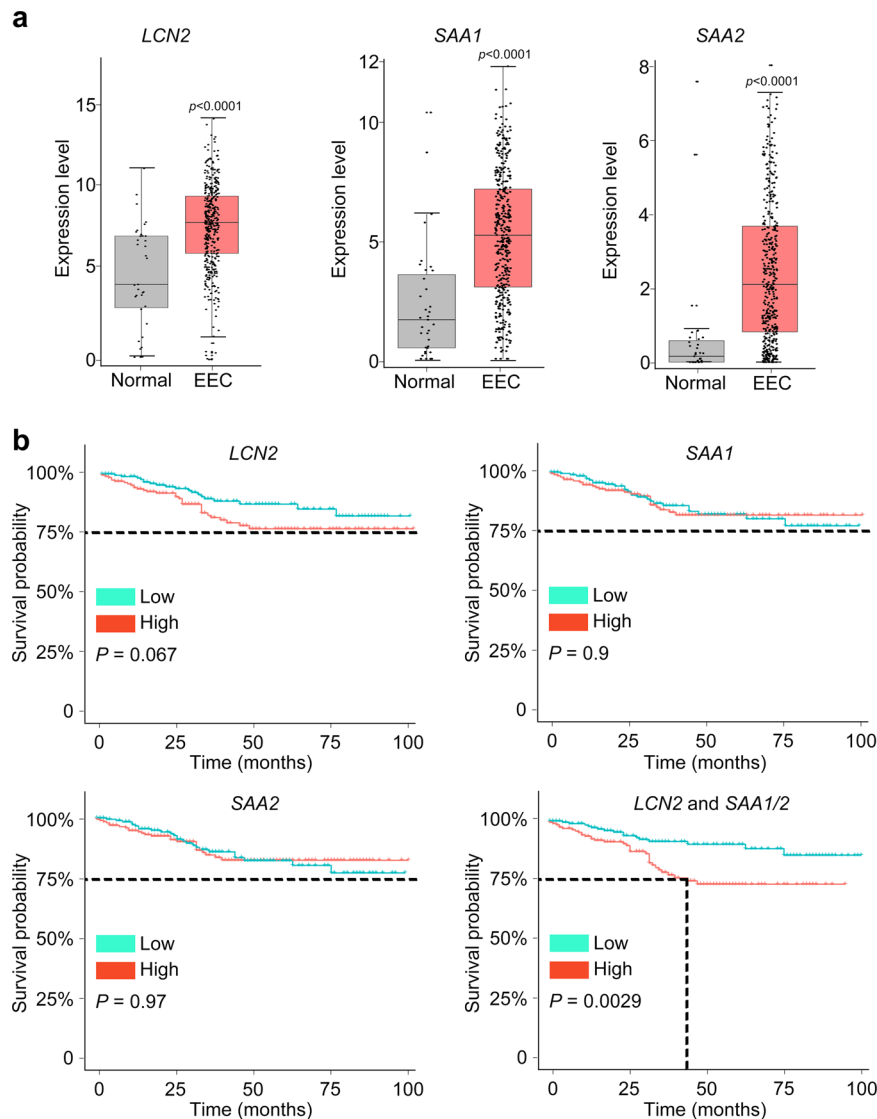 a
LCN2
SAA1
SAA2
Expression level
15
10
5
0
p<0.0001
Normal
EEC
Expression level
12
10
5
0
p<0.0001
Normal
EEC
Expression level
8
6
4
2
0
p<0.0001
Normal
EEC
b
LCN2
Survival probability
100%
75%
50%
25%
0
Low
High
P = 0.067
0 25 50 75 100
Time (months)
SAA1
Survival probability
100%
75%
50%
25%
0
Low
High
P = 0.9
0 25 50 75 100
Time (months)
SAA2
Survival probability
100%
75%
50%
25%
0
Low
High
P = 0.97
0 25 50 75 100
Time (months)
LCN2 and SAA1/2
Survival probability
100%
75%
50%
25%
0
Low
High
P = 0.0029
0 25 50 75 100
Time (months)